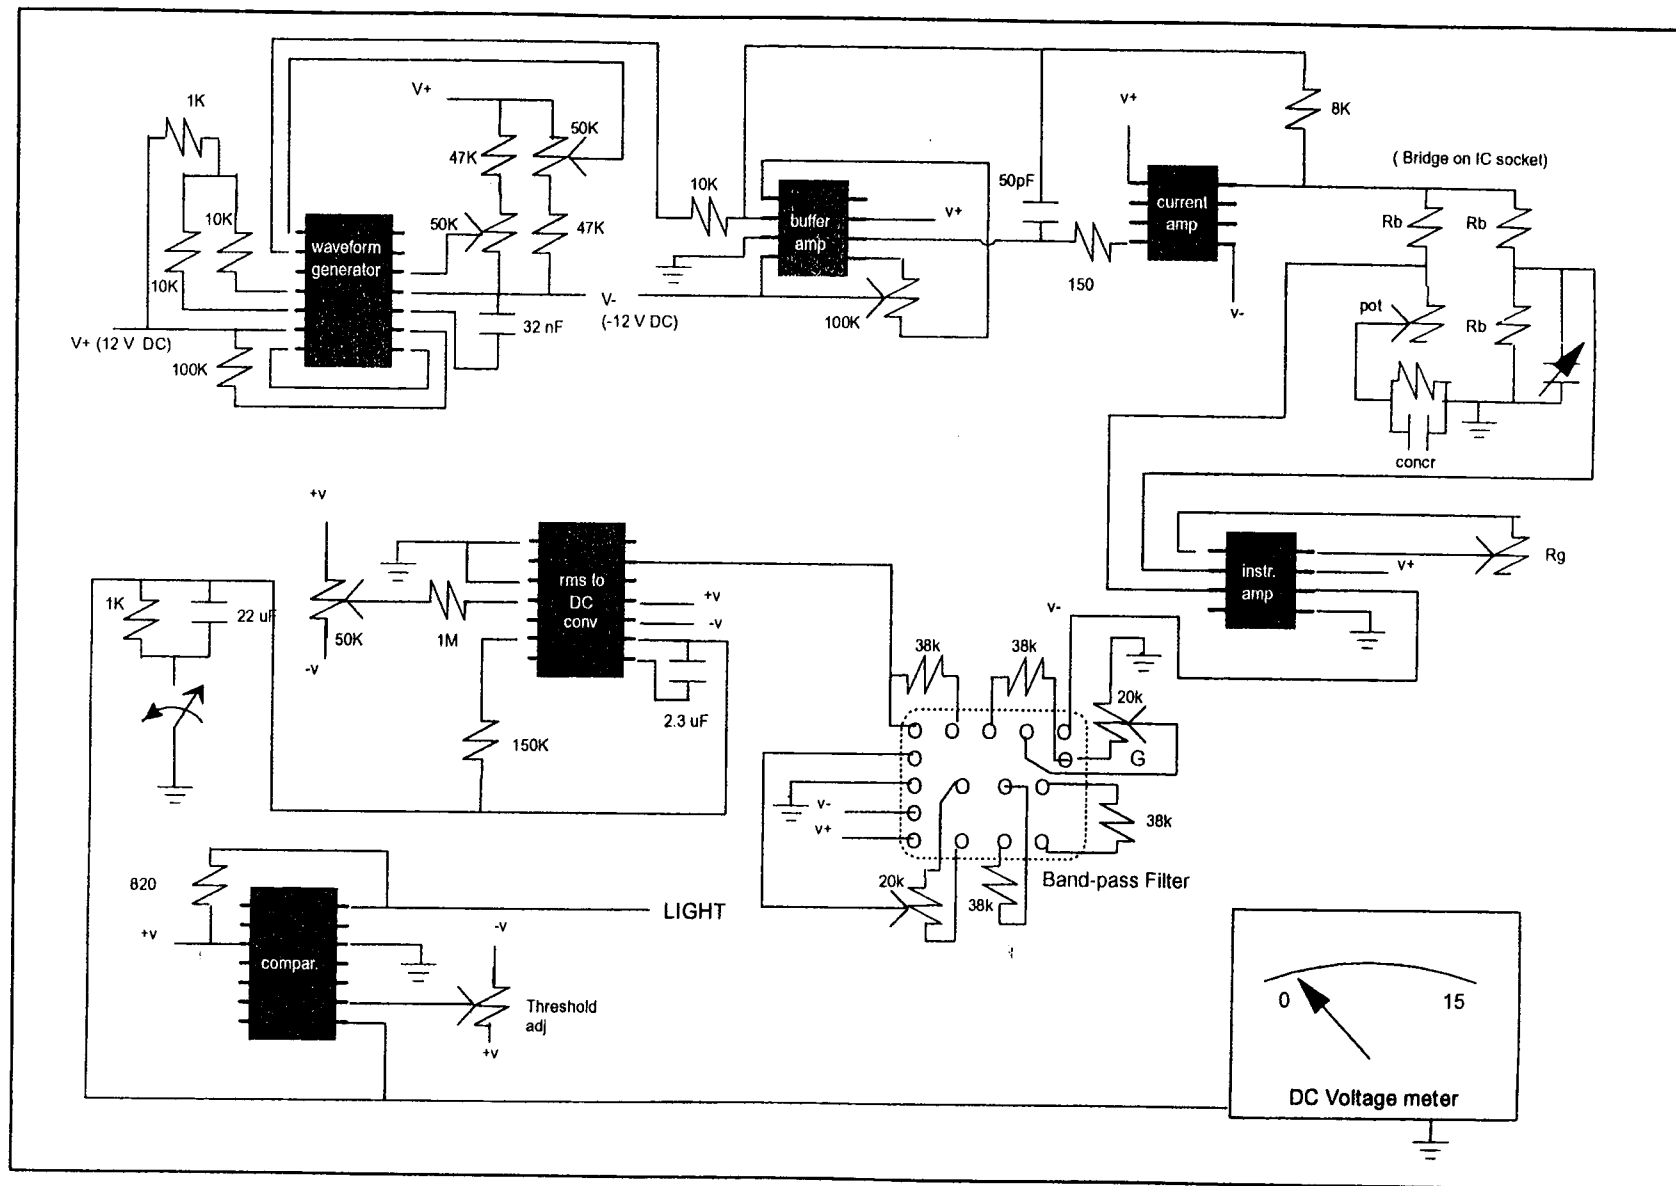 1K
10K
10K
waveform
generator
V+ (12 V DC)
100K
V+
47K
50K
50K
47K
32 nF
V-
(-12 V DC)
10K
buffer
amp
v+
100K
50pF
150
v+
current
amp
v-
8K
( Bridge on IC socket)
Rb
Rb
pot
Rb
concr
instr.
amp
v+
Rg
+v
50K
-v
1M
rms to
DC
conv
+v
-v
2.3 uF
150K
1K
22 uF
38k
38k
v-
20k
G
v-
v+
38k
20k
38k
Band-pass Filter
820
+v
compar.
LIGHT
-v
Threshold
adj
+v
0
15
DC Voltage meter